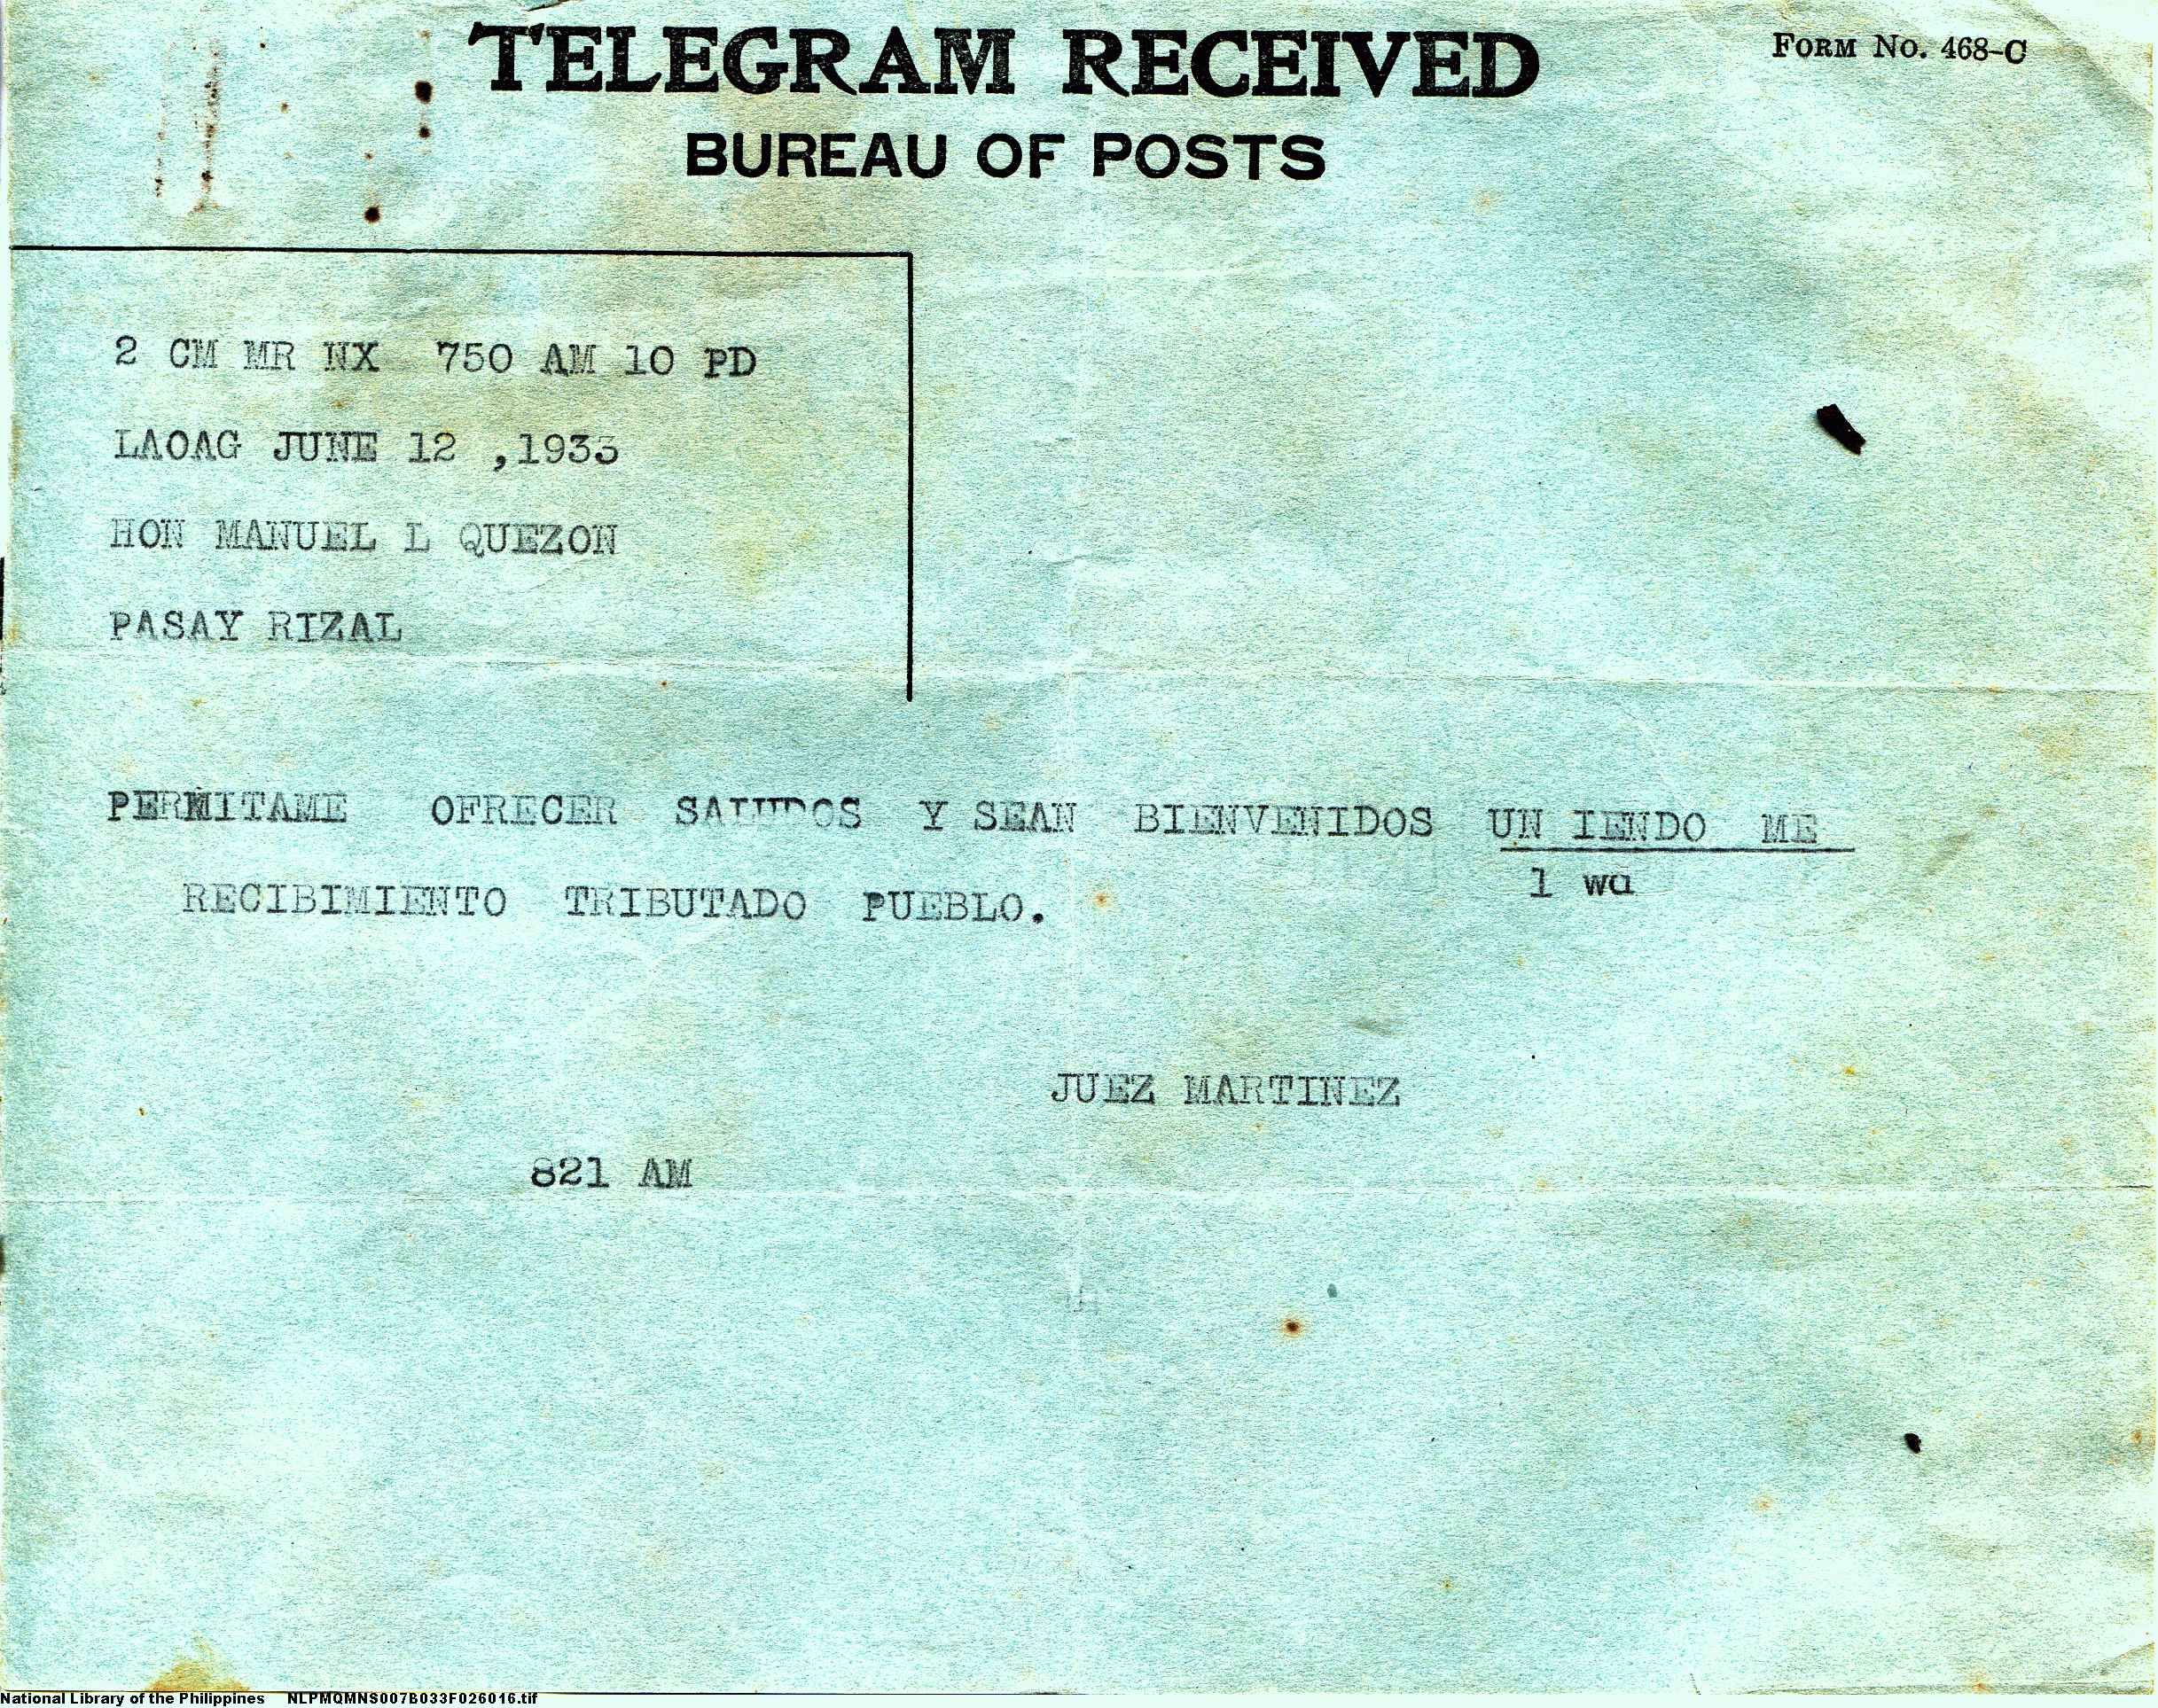 TELEGRAM RECEIVED
FORM NO. 468-C
BUREAU OF POSTS
2 CM MR NX 750 AM 10 PD
LAOAG JUNE 12 ,1933
HON MANUEL L QUEZON
PASAY RIZAL
PERMITAME OFRECER SALUDOS Y SEAN BIENVENIDOS UN IENDO ME
1 wd
RECIBIMIENTO TRIBUTADO PUEBLO.
JUEZ MARTINEZ
821 AM
National Library of the Philippines NLPMQMNS007B033F026016.tif